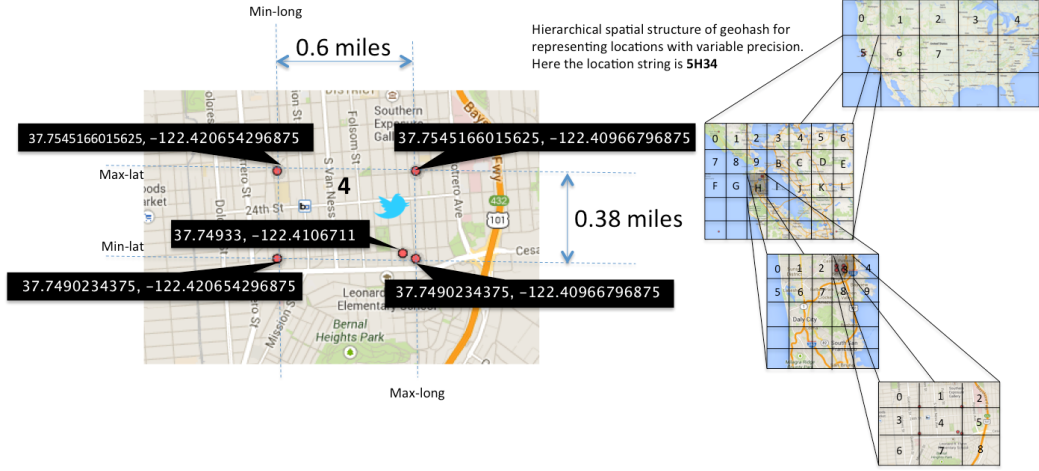 Min-long
0.6 miles
Hierarchical spatial structure of geohash for
representing locations with variable precision.
Here the location string is 5H34
DISTRICT
Southern
Gall
Folsom St
S Van Ness
24th St
Mission S
Potrero Ave
Fwy
432
101
Cesa
Leonard
Elementary School
Bernal
Heights Park
37.7545166015625, -122.420654296875
37.7545166015625, -122.40966796875
Max-lat
4
0.38 miles
37.74933, -122.4106711
Min-lat
37.7490234375, -122.420654296875
37.7490234375, -122.40966796875
Max-long
0 1 2 3 4
5 6 7
0 1 2 3 4 5 6
7 8 9 B C D E
F G H I J K L
0 1 2 3 4
5 6 7 8 9
Daly City
0 1 2
3 4 5
6 7 8